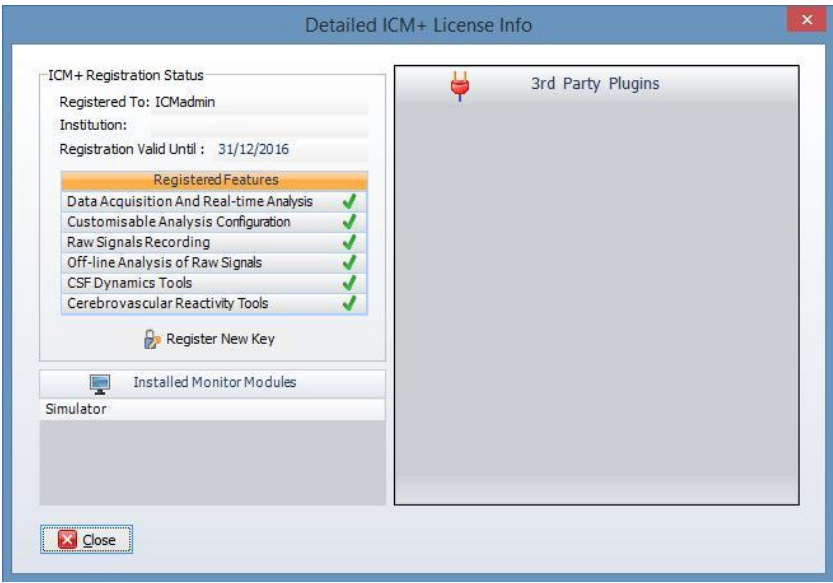 Detailed ICM+ License Info
ICM+ Registration Status
Registered To: ICMadmin
Institution:
Registration Valid Until : 31/12/2016
Registered Features
Data Acquisition And Real-time Analysis
Customisable Analysis Configuration
Raw Signals Recording
Off-line Analysis of Raw Signals
CSF Dynamics Tools
Cerebrovascular Reactivity Tools
Register New Key
Installed Monitor Modules
Simulator
Close
3rd Party Plugins